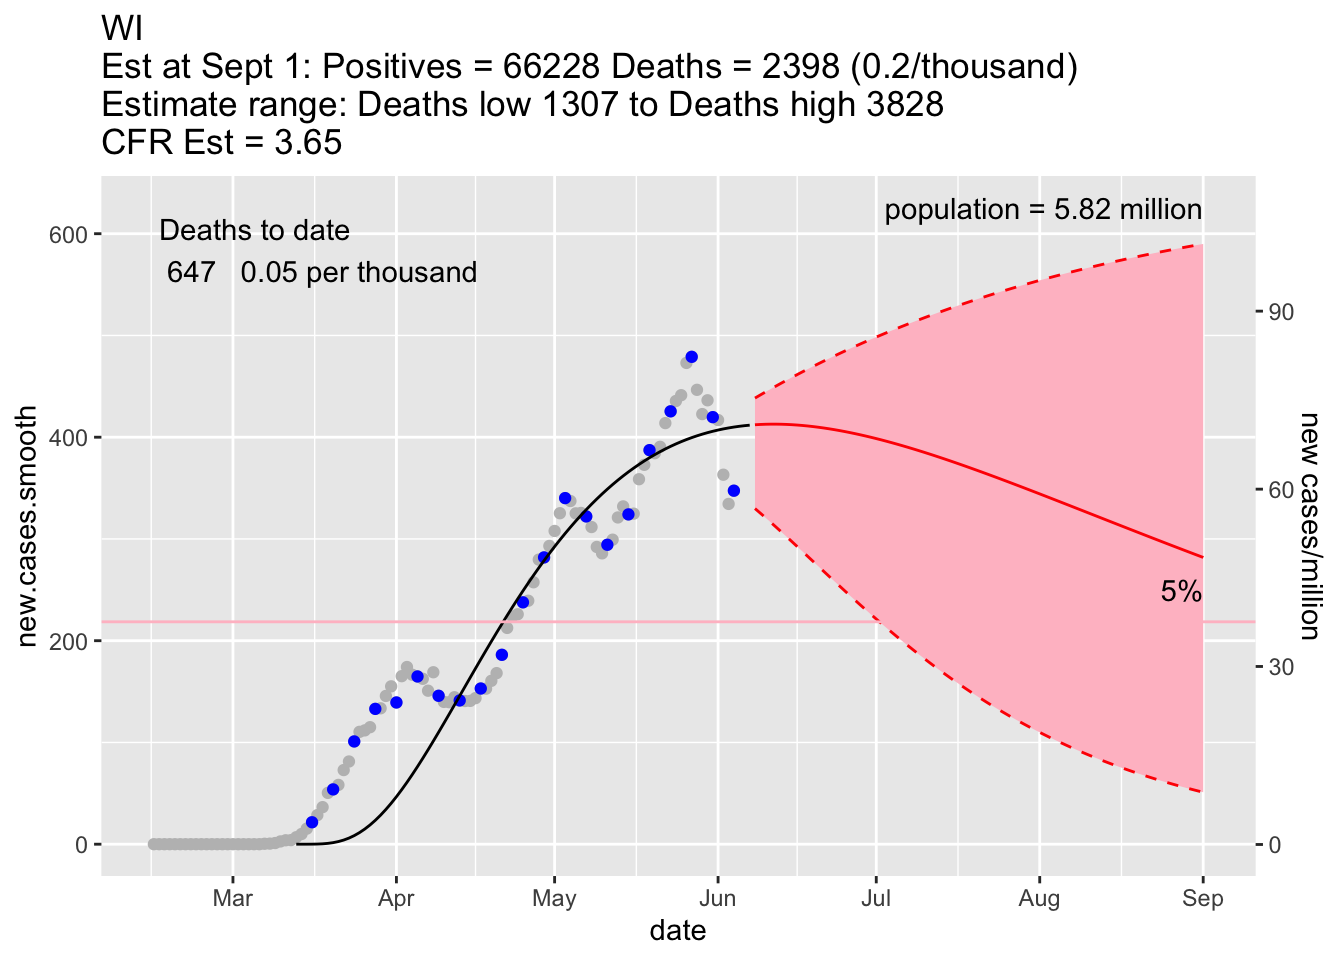 WI
Est at Sept 1: Positives = 66228 Deaths = 2398 (0.2/thousand)
Estimate range: Deaths low 1307 to Deaths high 3828
CFR Est = 3.65
population = 5.82 million
Deaths to date
647 0.05 per thousand
600
400
200
0
new.cases.smooth
90
60
30
0
new cases/million
5%
Mar
Apr
May
Jun
Jul
Aug
Sep
date